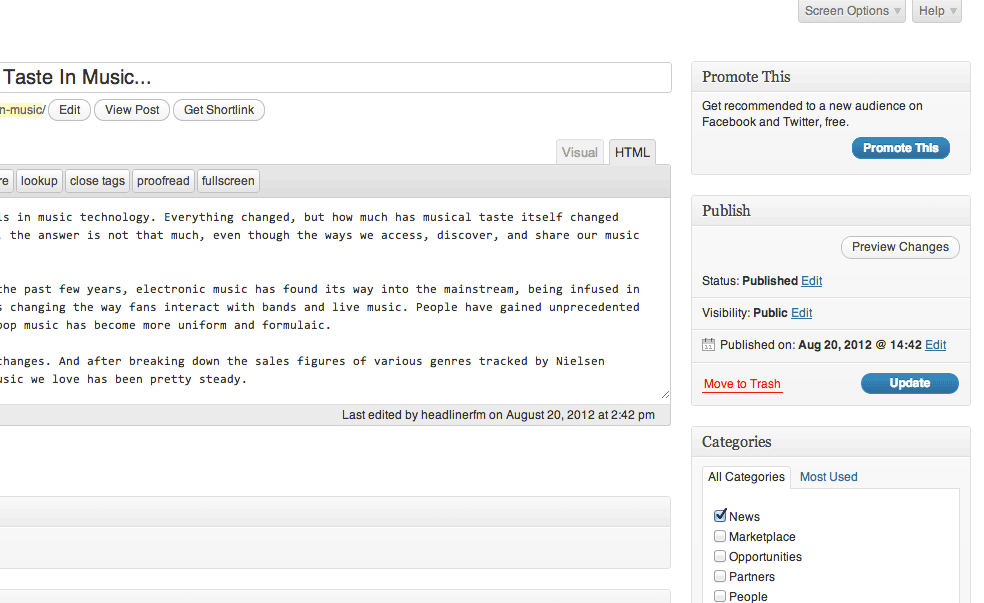 Screen Options Help
Taste In Music...
n-music/ Edit View Post Get Shortlink
Visual HTML
re lookup close tags proofread fullscreen
is in music technology. Everything changed, but how much has musical taste itself changed
, the answer is not that much, even though the ways we access, discover, and share our music
the past few years, electronic music has found its way into the mainstream, being infused in
s changing the way fans interact with bands and live music. People have gained unprecedented
pop music has become more uniform and formulaic.
changes. And after breaking down the sales figures of various genres tracked by Nielsen
usic we love has been pretty steady.
Last edited by headlinerfm on August 20, 2012 at 2:42 pm
Promote This
Get recommended to a new audience on
Facebook and Twitter, free.
Promote This
Publish
Preview Changes
Status: Published Edit
Visibility: Public Edit
Published on: Aug 20, 2012 @ 14:42 Edit
Move to Trash Update
Categories
All Categories Most Used
News
Marketplace
Opportunities
Partners
People